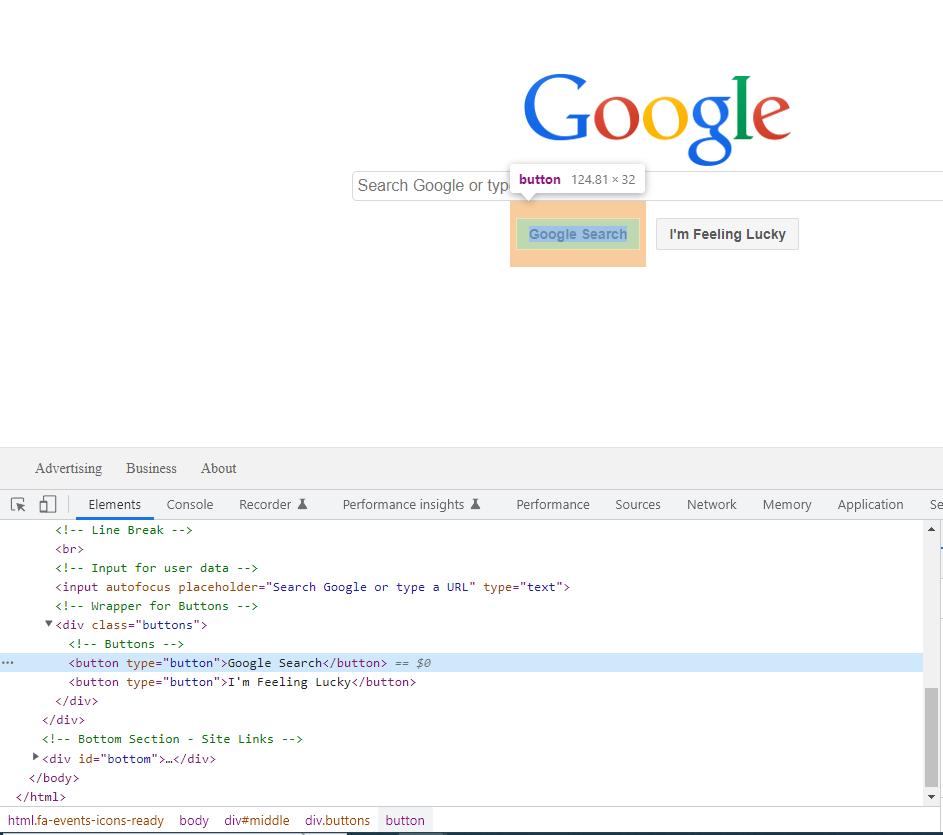 Google
Search Google or typ
button 124.81 × 32
Google Search I'm Feeling Lucky
Advertising Business About
Elements Console Recorder Performance insights Performance Sources Network Memory Application Se
<!-- Line Break -->
<br>
<!-- Input for user data -->
<input autofocus placeholder="Search Google or type a URL" type="text">
<!-- Wrapper for Buttons -->
▼<div class="buttons">
<!-- Buttons -->
... <button type="button">Google Search</button> == $0
<button type="button">I'm Feeling Lucky</button>
</div>
</div>
<!-- Bottom Section - Site Links -->
▶<div id="bottom">…</div>
</body>
</html>
html.fa-events-icons-ready body div#middle div.buttons button